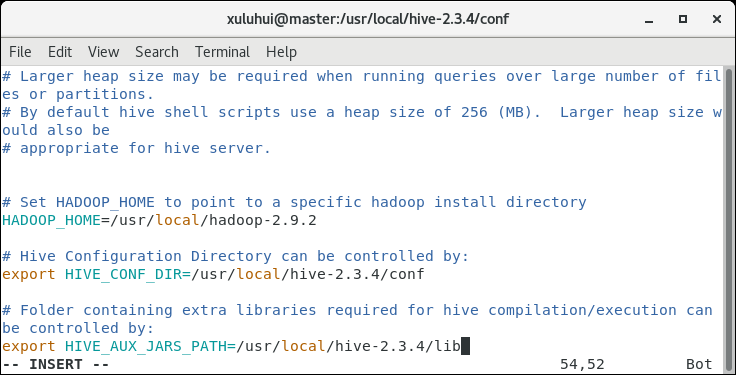 xuluhui@master:/usr/local/hive-2.3.4/conf
File Edit View Search Terminal Help
# Larger heap size may be required when running queries over large number of fil
es or partitions.
# By default hive shell scripts use a heap size of 256 (MB).  Larger heap size w
ould also be
# appropriate for hive server.
# Set HADOOP_HOME to point to a specific hadoop install directory
HADOOP_HOME=/usr/local/hadoop-2.9.2
# Hive Configuration Directory can be controlled by:
export HIVE_CONF_DIR=/usr/local/hive-2.3.4/conf
# Folder containing extra libraries required for hive compilation/execution can
be controlled by:
export HIVE_AUX_JARS_PATH=/usr/local/hive-2.3.4/lib
-- INSERT -- 54,52 Bot